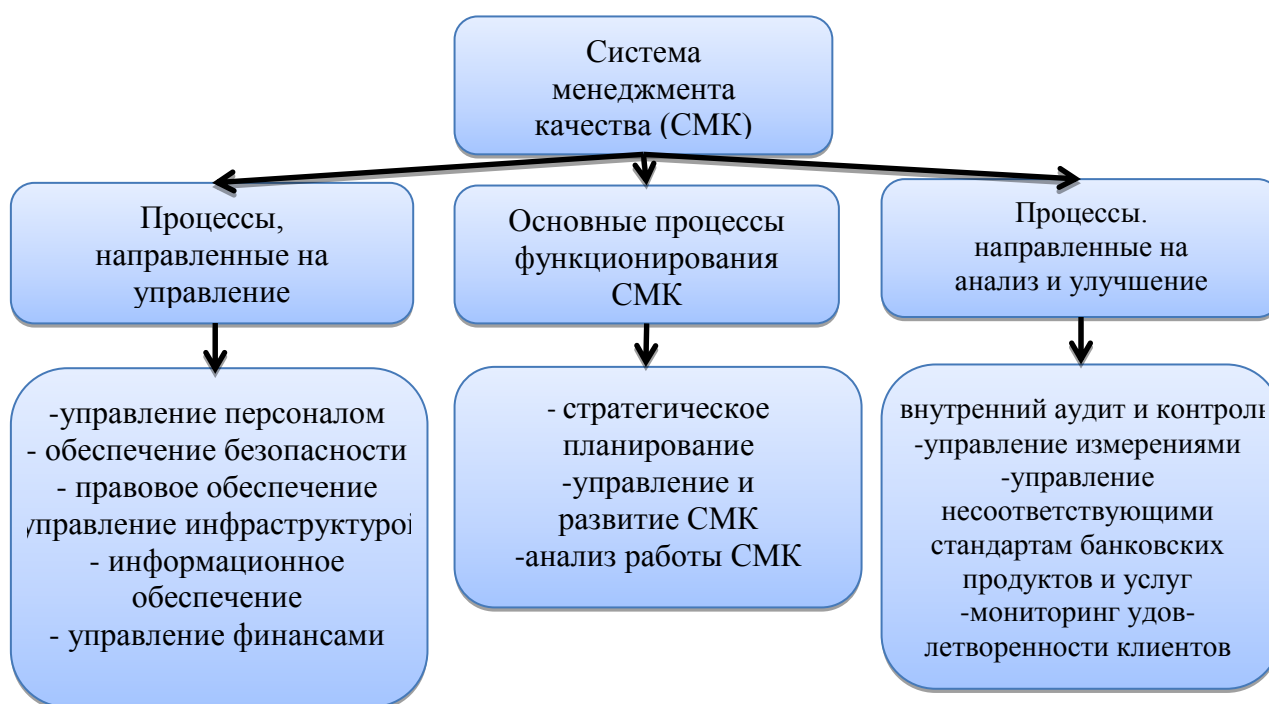 Система
менеджмента
качества (СМК)
Процессы,
направленные на
управление
Основные процессы
функционирования
СМК
Процессы.
направленные на
анализ и улучшение
-управление персоналом
- обеспечение безопасности
- правовое обеспечение
управление инфраструктурой
- информационное
обеспечение
- управление финансами
- стратегическое
планирование
-управление и
развитие СМК
-анализ работы СМК
внутренний аудит и контроль
-управление измерениями
-управление
несоответствующими
стандартам банковских
продуктов и услуг
-мониторинг удов-
летворенности клиентов